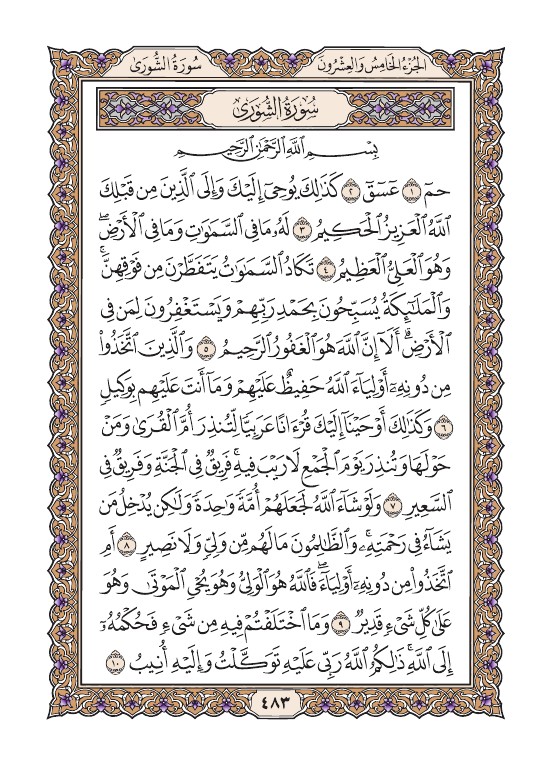 الجزء الخامس والعشرون
سورة الشورى
سُورَةُ الشُّورَىٰ
بِسْمِ ٱللَّهِ ٱلرَّحْمَٰنِ ٱلرَّحِيمِ
حمٓ ١ عٓسٓقٓ ٢ كَذَٰلِكَ يُوحِىٓ إِلَيْكَ وَإِلَى ٱلَّذِينَ مِن قَبْلِكَ
ٱللَّهُ ٱلْعَزِيزُ ٱلْحَكِيمُ ٣ لَهُۥ مَا فِى ٱلسَّمَٰوَٰتِ وَمَا فِى ٱلْأَرْضِۖ
وَهُوَ ٱلْعَلِىُّ ٱلْعَظِيمُ ٤ تَكَادُ ٱلسَّمَٰوَٰتُ يَتَفَطَّرْنَ مِن فَوْقِهِنَّۚ
وَٱلْمَلَٰٓئِكَةُ يُسَبِّحُونَ بِحَمْدِ رَبِّهِمْ وَيَسْتَغْفِرُونَ لِمَن فِى
ٱلْأَرْضِۗ أَلَآ إِنَّ ٱللَّهَ هُوَ ٱلْغَفُورُ ٱلرَّحِيمُ ٥ وَٱلَّذِينَ ٱتَّخَذُوا۟
مِن دُونِهِۦٓ أَوْلِيَآءَ ٱللَّهُ حَفِيظٌ عَلَيْهِمْ وَمَآ أَنتَ عَلَيْهِم بِوَكِيلٍ
٦ وَكَذَٰلِكَ أَوْحَيْنَآ إِلَيْكَ قُرْءَانًا عَرَبِيًّا لِّتُنذِرَ أُمَّ ٱلْقُرَىٰ وَمَنْ
حَوْلَهَا وَتُنذِرَ يَوْمَ ٱلْجَمْعِ لَا رَيْبَ فِيهِۚ فَرِيقٌ فِى ٱلْجَنَّةِ وَفَرِيقٌ فِى
ٱلسَّعِيرِ ٧ وَلَوْ شَآءَ ٱللَّهُ لَجَعَلَهُمْ أُمَّةً وَٰحِدَةً وَلَٰكِن يُدْخِلُ مَن
يَشَآءُ فِى رَحْمَتِهِۦۚ وَٱلظَّٰلِمُونَ مَا لَهُم مِّن وَلِىٍّ وَلَا نَصِيرٍ ٨ أَمِ
ٱتَّخَذُوا۟ مِن دُونِهِۦٓ أَوْلِيَآءَۖ فَٱللَّهُ هُوَ ٱلْوَلِىُّ وَهُوَ يُحْىِ ٱلْمَوْتَىٰ وَهُوَ
عَلَىٰ كُلِّ شَىْءٍ قَدِيرٌ ٩ وَمَا ٱخْتَلَفْتُمْ فِيهِ مِن شَىْءٍ فَحُكْمُهُۥٓ
إِلَى ٱللَّهِۚ ذَٰلِكُمُ ٱللَّهُ رَبِّى عَلَيْهِ تَوَكَّلْتُ وَإِلَيْهِ أُنِيبُ ١٠
٤٨٣